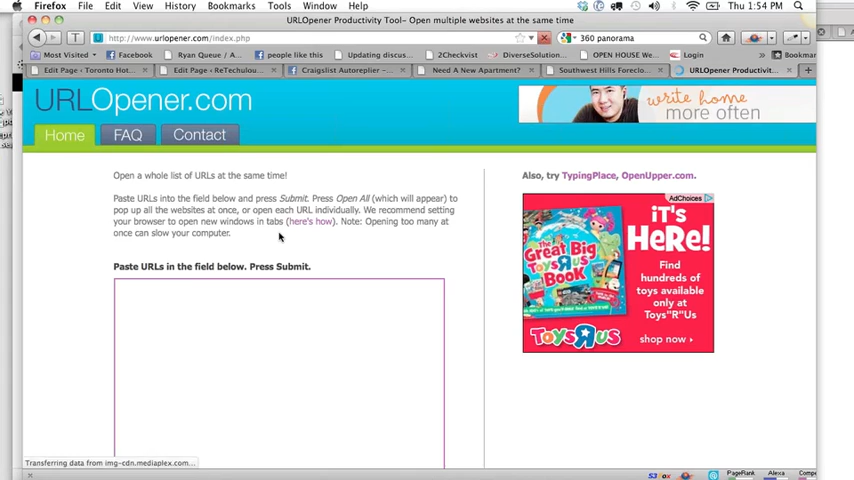 Firefox File Edit View History Bookmarks Tools Window Help Thu 1:54 PM
URLOpener Productivity Tool- Open multiple websites at the same time
http://www.urlopener.com/index.php 360 panorama
Most Visited Facebook Ryan Queue / A... people like this Updating discus... 2Checkvist DiverseSolution... OPEN HOUSE We... Login Bookmar
Edit Page ‹ Toronto Hot... Edit Page ‹ ReTechulou... Craigslist Autoreplier -... Need A New Apartment? Southwest Hills Foreclo... URLOpener Productivit...
URLOpener.com
write home
more often
Home FAQ Contact
Open a whole list of URLs at the same time!
Also, try TypingPlace, OpenUpper.com.
Paste URLs into the field below and press Submit. Press Open All (which will appear) to
pop up all the websites at once, or open each URL individually. We recommend setting
your browser to open new windows in tabs (here's how). Note: Opening too many at
once can slow your computer.
Paste URLs in the field below. Press Submit.
AdChoices
iT's
HeRe!
The Great Big
ToysRUs
BOOK
Find
hundreds of
toys available
only at
Toys"R"Us
ToysRUs
shop now ›
Transferring data from img-cdn.mediaplex.com...
PageRank Alexa Compe